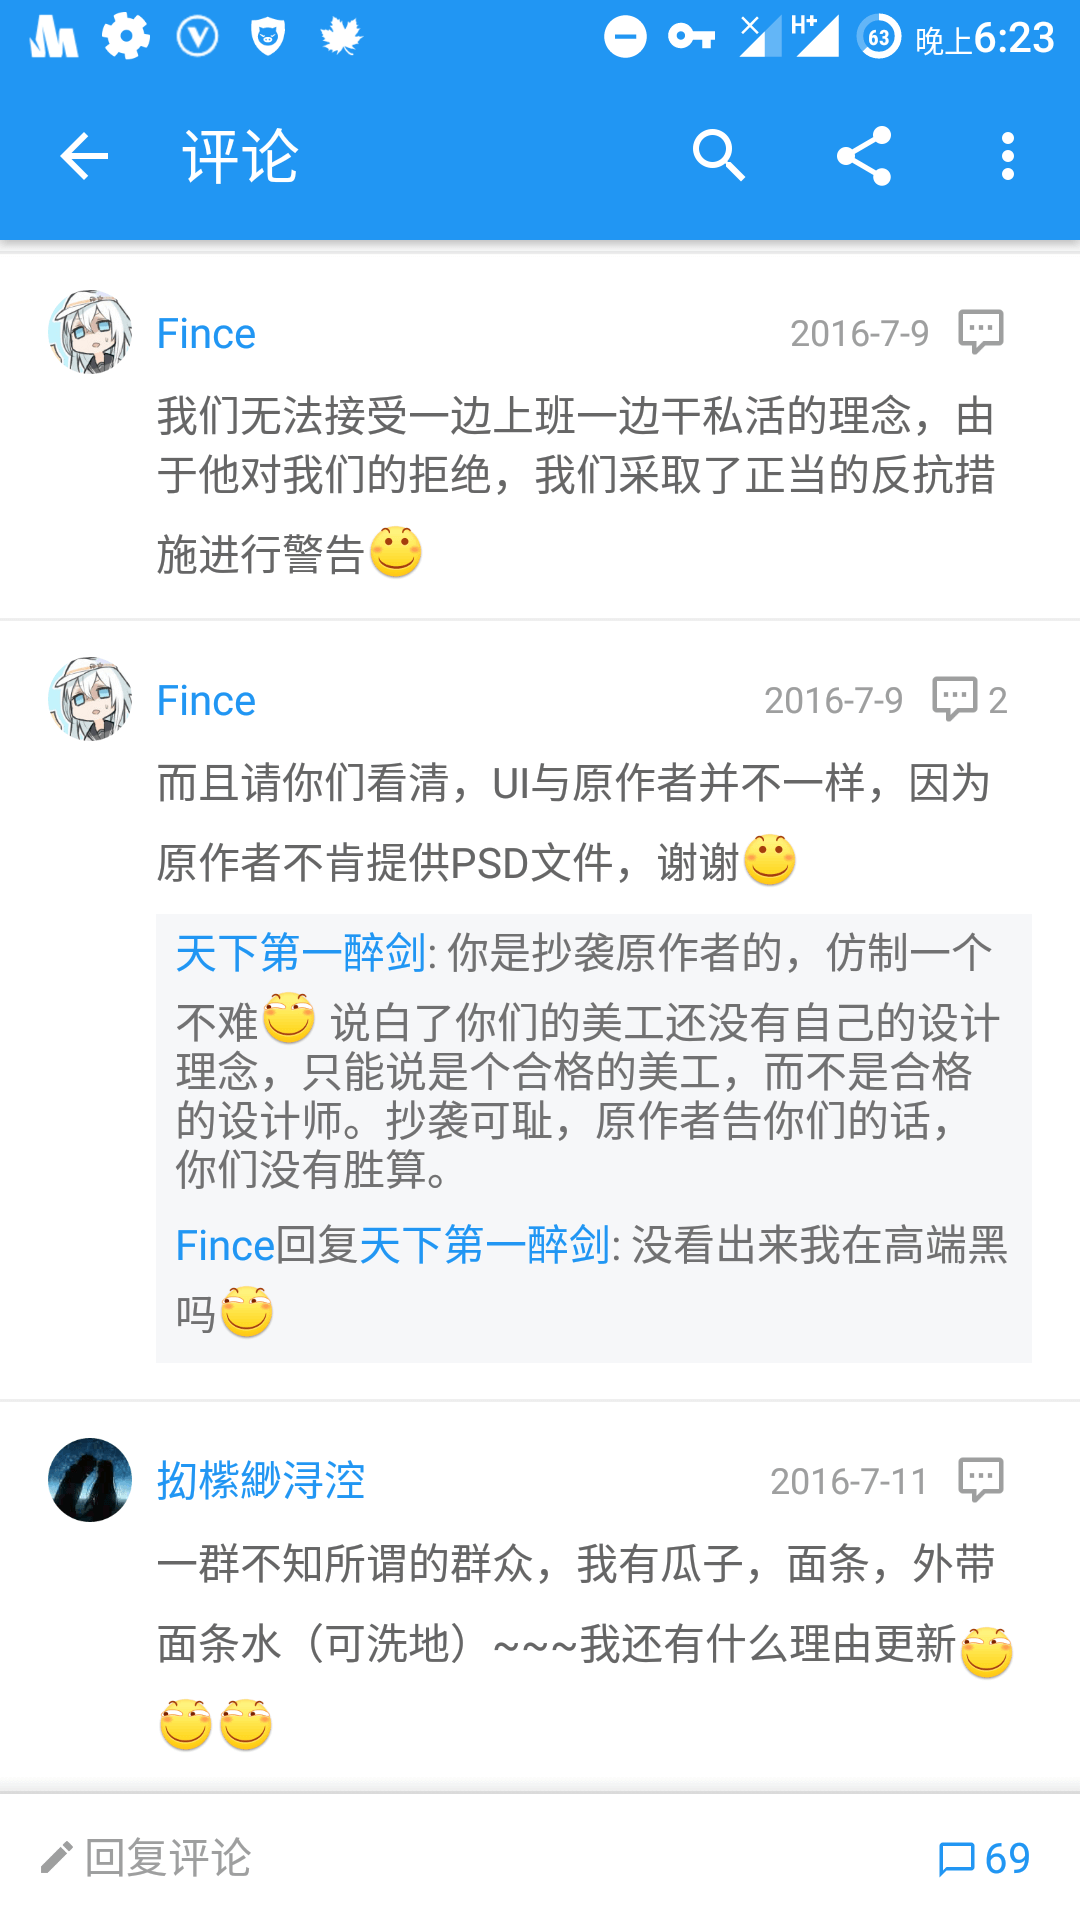 H+ 63 晚上6:23
评论
Fince 2016-7-9
我们无法接受一边上班一边干私活的理念，由
于他对我们的拒绝，我们采取了正当的反抗措
施进行警告
Fince 2016-7-9 2
而且请你们看清，UI与原作者并不一样，因为
原作者不肯提供PSD文件，谢谢
天下第一醉剑: 你是抄袭原作者的，仿制一个
不难 说白了你们的美工还没有自己的设计
理念，只能说是个合格的美工，而不是合格
的设计师。抄袭可耻，原作者告你们的话，
你们没有胜算。
Fince回复天下第一醉剑: 没看出来我在高端黑
吗
2016-7-11
一群不知所谓的群众，我有瓜子，面条，外带
面条水（可洗地）~~~我还有什么理由更新
回复评论 69